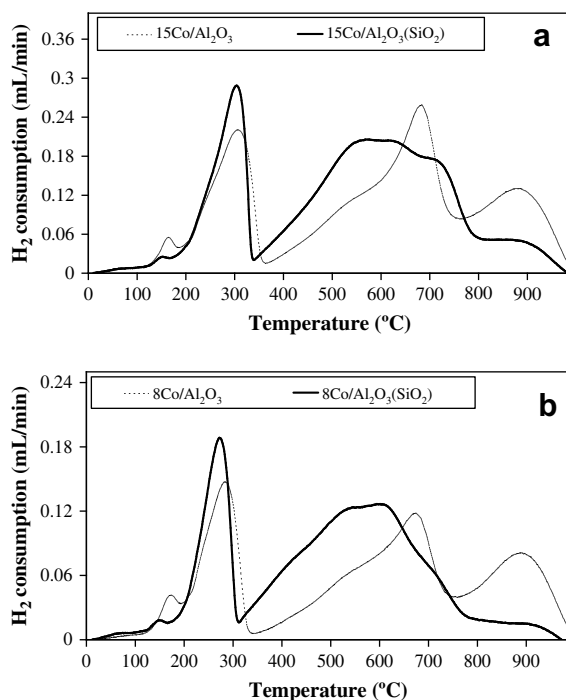 15Co/Al₂O₃ 15Co/Al₂O₃(SiO₂)
a
0.36
0.3
0.24
0.18
0.12
0.06
0
H₂ consumption (mL/min)
0 100 200 300 400 500 600 700 800 900
Temperature (ºC)
8Co/Al₂O₃ 8Co/Al₂O₃(SiO₂)
b
0.24
0.18
0.12
0.06
0
H₂ consumption (mL/min)
0 100 200 300 400 500 600 700 800 900
Temperature (ºC)